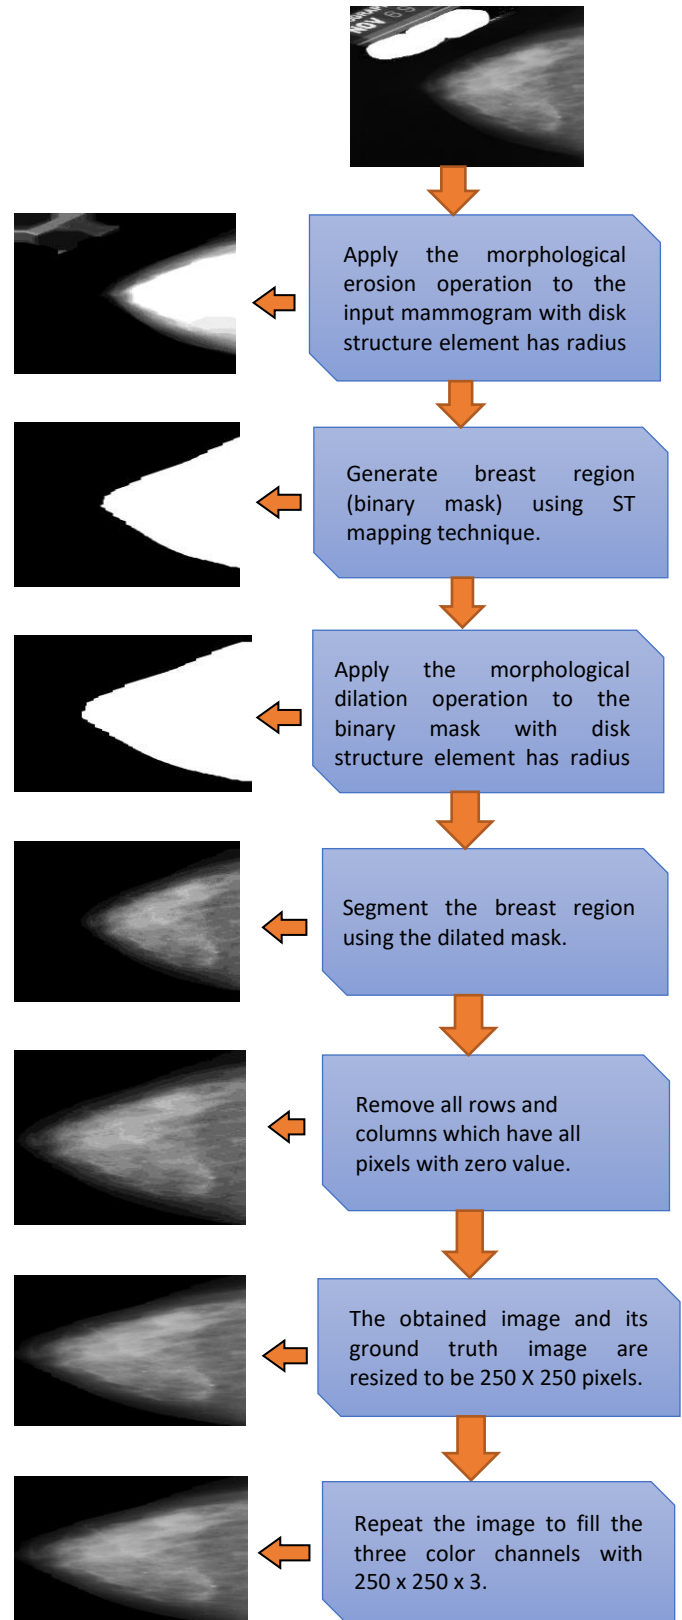 NOV
Apply the morphological
erosion operation to the
input mammogram with disk
structure element has radius
Generate breast region
(binary mask) using ST
mapping technique.
Apply the morphological
dilation operation to the
binary mask with disk
structure element has radius
Segment the breast region
using the dilated mask.
Remove all rows and
columns which have all
pixels with zero value.
The obtained image and its
ground truth image are
resized to be 250 X 250 pixels.
Repeat the image to fill the
three color channels with
250 x 250 x 3.